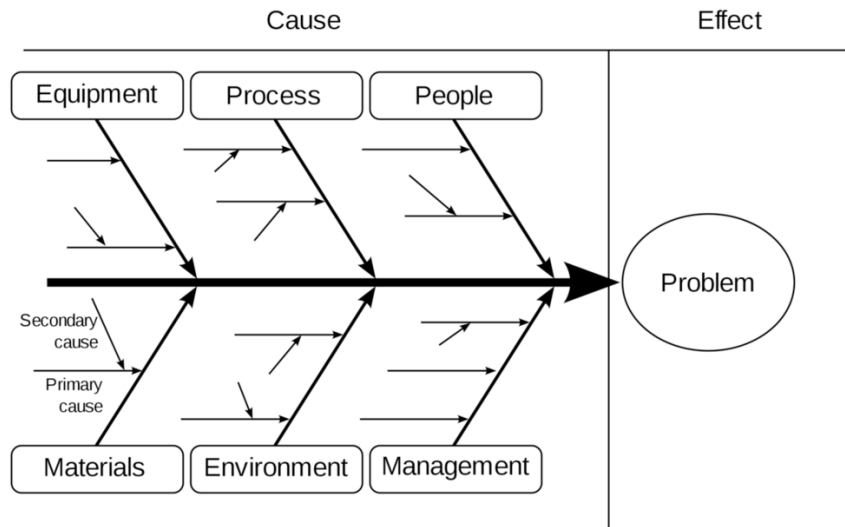 Cause
Effect
Equipment
Process
People
Problem
Secondary
cause
Primary
cause
Materials
Environment
Management